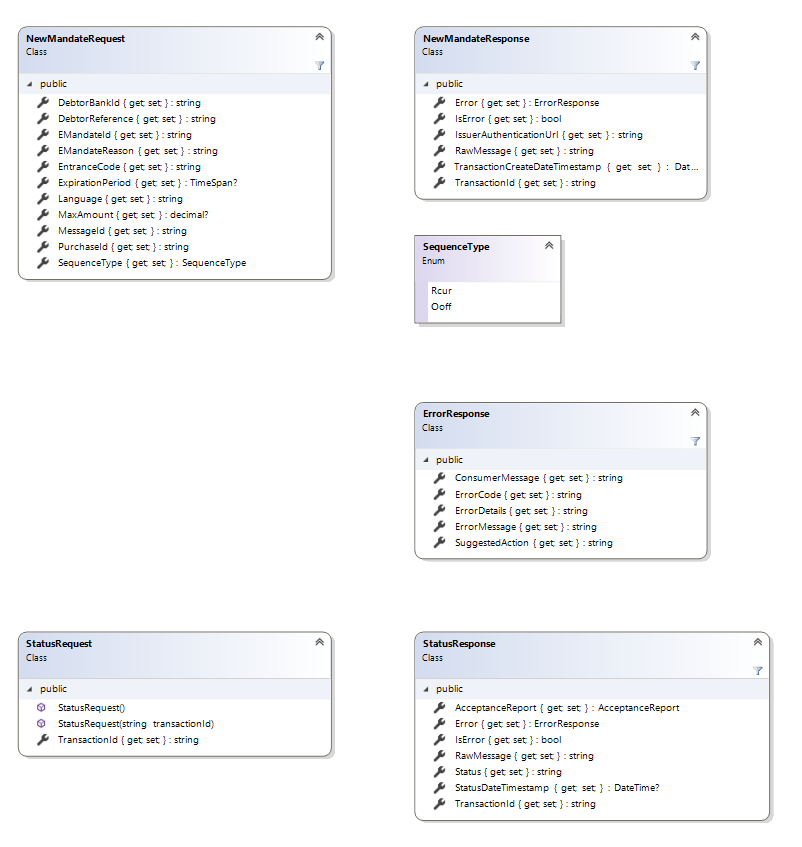 NewMandateRequest
Class
public
DebtorBankId { get; set; } : string
DebtorReference { get; set; } : string
EMandateId { get; set; } : string
EMandateReason { get; set; } : string
EntranceCode { get; set; } : string
ExpirationPeriod { get; set; } : TimeSpan?
Language { get; set; } : string
MaxAmount { get; set; } : decimal?
MessageId { get; set; } : string
PurchaseId { get; set; } : string
SequenceType { get; set; } : SequenceType
NewMandateResponse
Class
public
Error { get; set; } : ErrorResponse
IsError { get; set; } : bool
IssuerAuthenticationUrl { get; set; } : string
RawMessage { get; set; } : string
TransactionCreateDateTimestamp { get; set; } : Dat...
TransactionId { get; set; } : string
SequenceType
Enum
Rcur
Ooff
ErrorResponse
Class
public
ConsumerMessage { get; set; } : string
ErrorCode { get; set; } : string
ErrorDetails { get; set; } : string
ErrorMessage { get; set; } : string
SuggestedAction { get; set; } : string
StatusRequest
Class
public
StatusRequest()
StatusRequest(string transactionId)
TransactionId { get; set; } : string
StatusResponse
Class
public
AcceptanceReport { get; set; } : AcceptanceReport
Error { get; set; } : ErrorResponse
IsError { get; set; } : bool
RawMessage { get; set; } : string
Status { get; set; } : string
StatusDateTimestamp { get; set; } : DateTime?
TransactionId { get; set; } : string